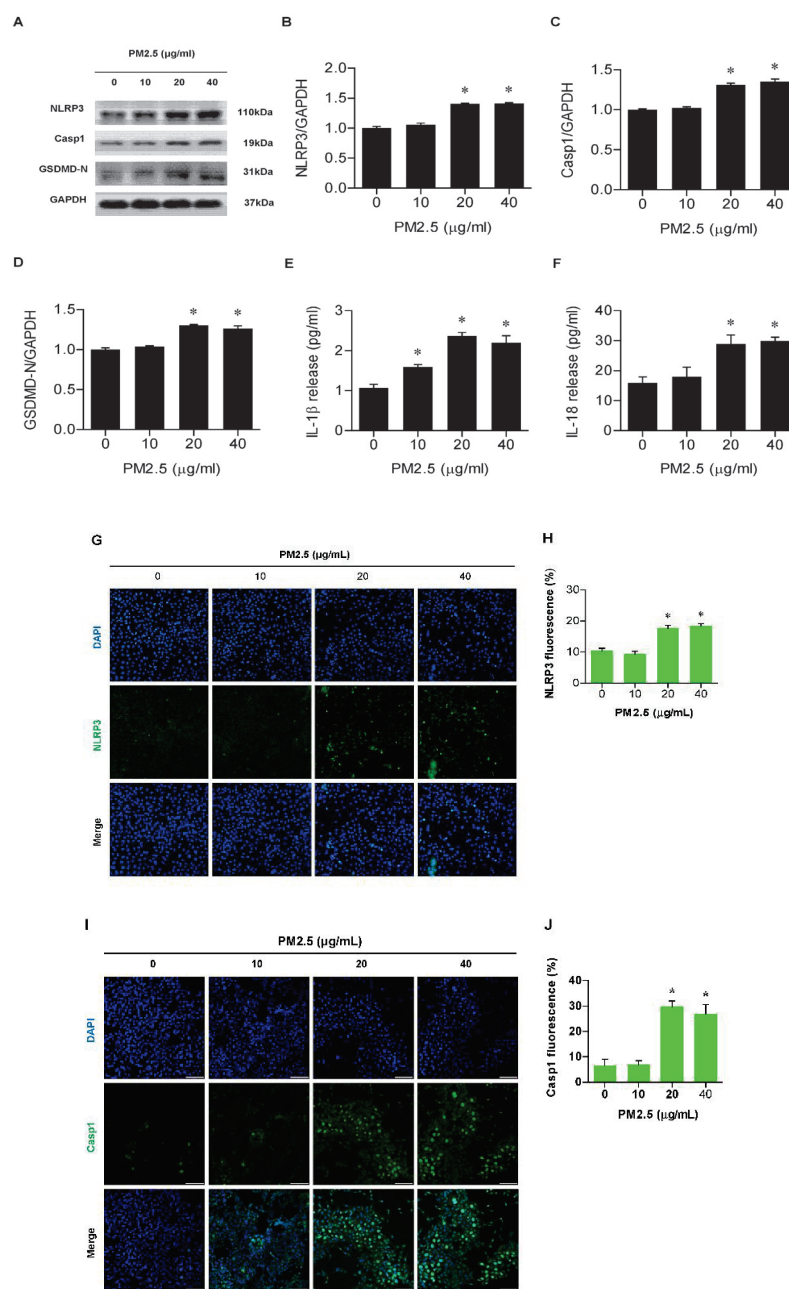 A
PM2.5 (μg/ml)
0 10 20 40
NLRP3 110kDa
Casp1 19kDa
GSDMD-N 31kDa
GAPDH 37kDa
B
NLRP3/GAPDH
2.0
1.5
1.0
0.5
0.0
* *
0 10 20 40
PM2.5 (μg/ml)
C
Casp1/GAPDH
1.5
1.0
0.5
0.0
* *
0 10 20 40
PM2.5 (μg/ml)
D
GSDMD-N/GAPDH
1.5
1.0
0.5
0.0
* *
0 10 20 40
PM2.5 (μg/ml)
E
IL-1β release (pg/ml)
3
2
1
0
* * *
0 10 20 40
PM2.5 (μg/ml)
F
IL-18 release (pg/ml)
40
30
20
10
0
* *
0 10 20 40
PM2.5 (μg/ml)
G
PM2.5 (μg/mL)
0 10 20 40
DAPI
NLRP3
Merge
H
NLRP3 fluorescence (%)
30
20
10
0
* *
0 10 20 40
PM2.5 (μg/mL)
I
PM2.5 (μg/mL)
0 10 20 40
DAPI
Casp1
Merge
J
Casp1 fluorescence (%)
40
30
20
10
0
* *
0 10 20 40
PM2.5 (μg/mL)